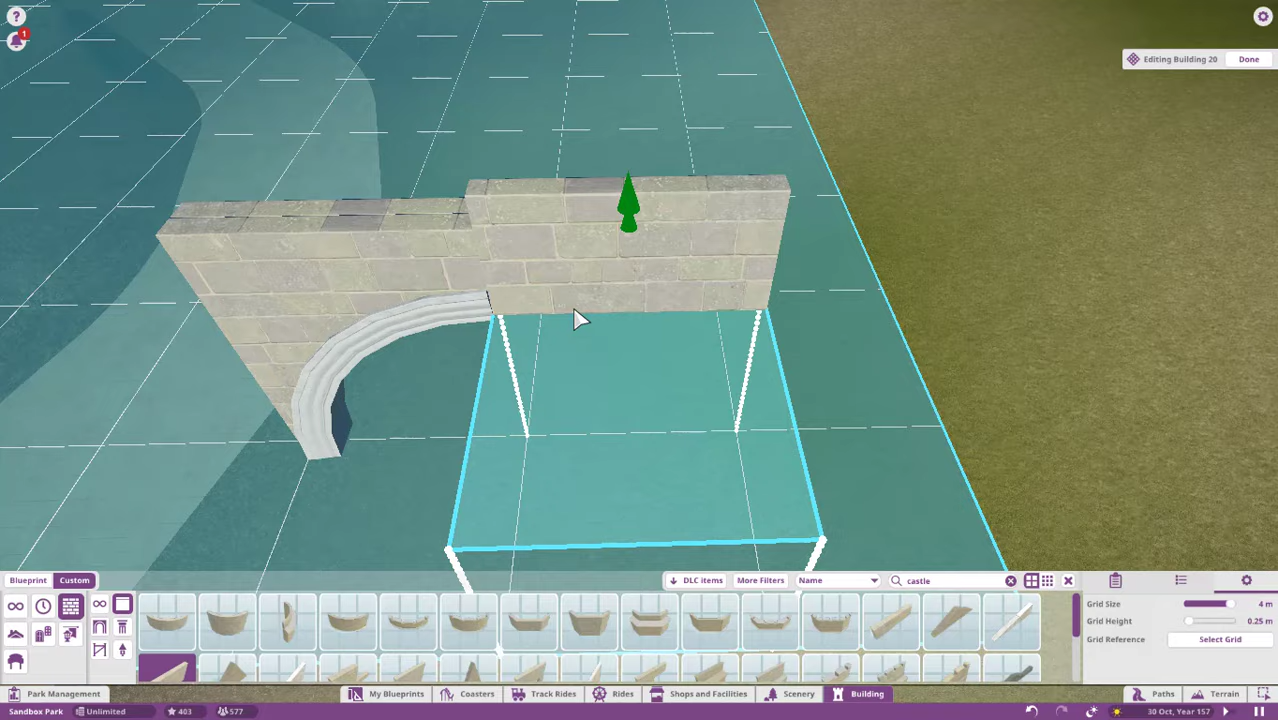 ?
1
Editing Building 20
Done
Blueprint
Custom
DLC items
More Filters
Name
castle
Grid Size
4 m
Grid Height
0.25 m
Grid Reference
Select Grid
Park Management
My Blueprints
Coasters
Track Rides
Rides
Shops and Facilities
Scenery
Building
Paths
Terrain
Sandbox Park
Unlimited
403
577
30 Oct, Year 157